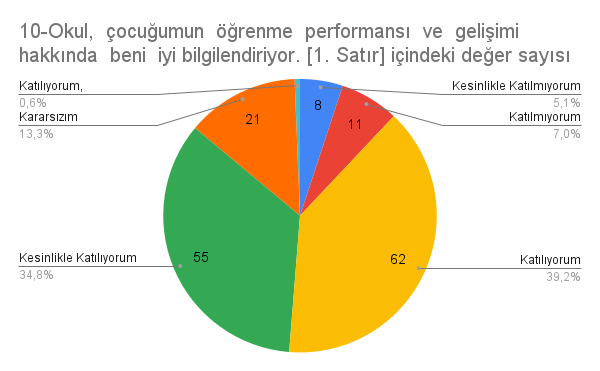 10-Okul, çocuğumun öğrenme performansı ve gelişimi
hakkında beni iyi bilgilendiriyor. [1. Satır] içindeki değer sayısı
Katılıyorum,
0,6%
Kararsızım
13,3%
Kesinlikle Katılıyorum
34,8%
Kesinlikle Katılmıyorum
5,1%
Katılmıyorum
7,0%
Katılıyorum
39,2%
8
11
21
55
62